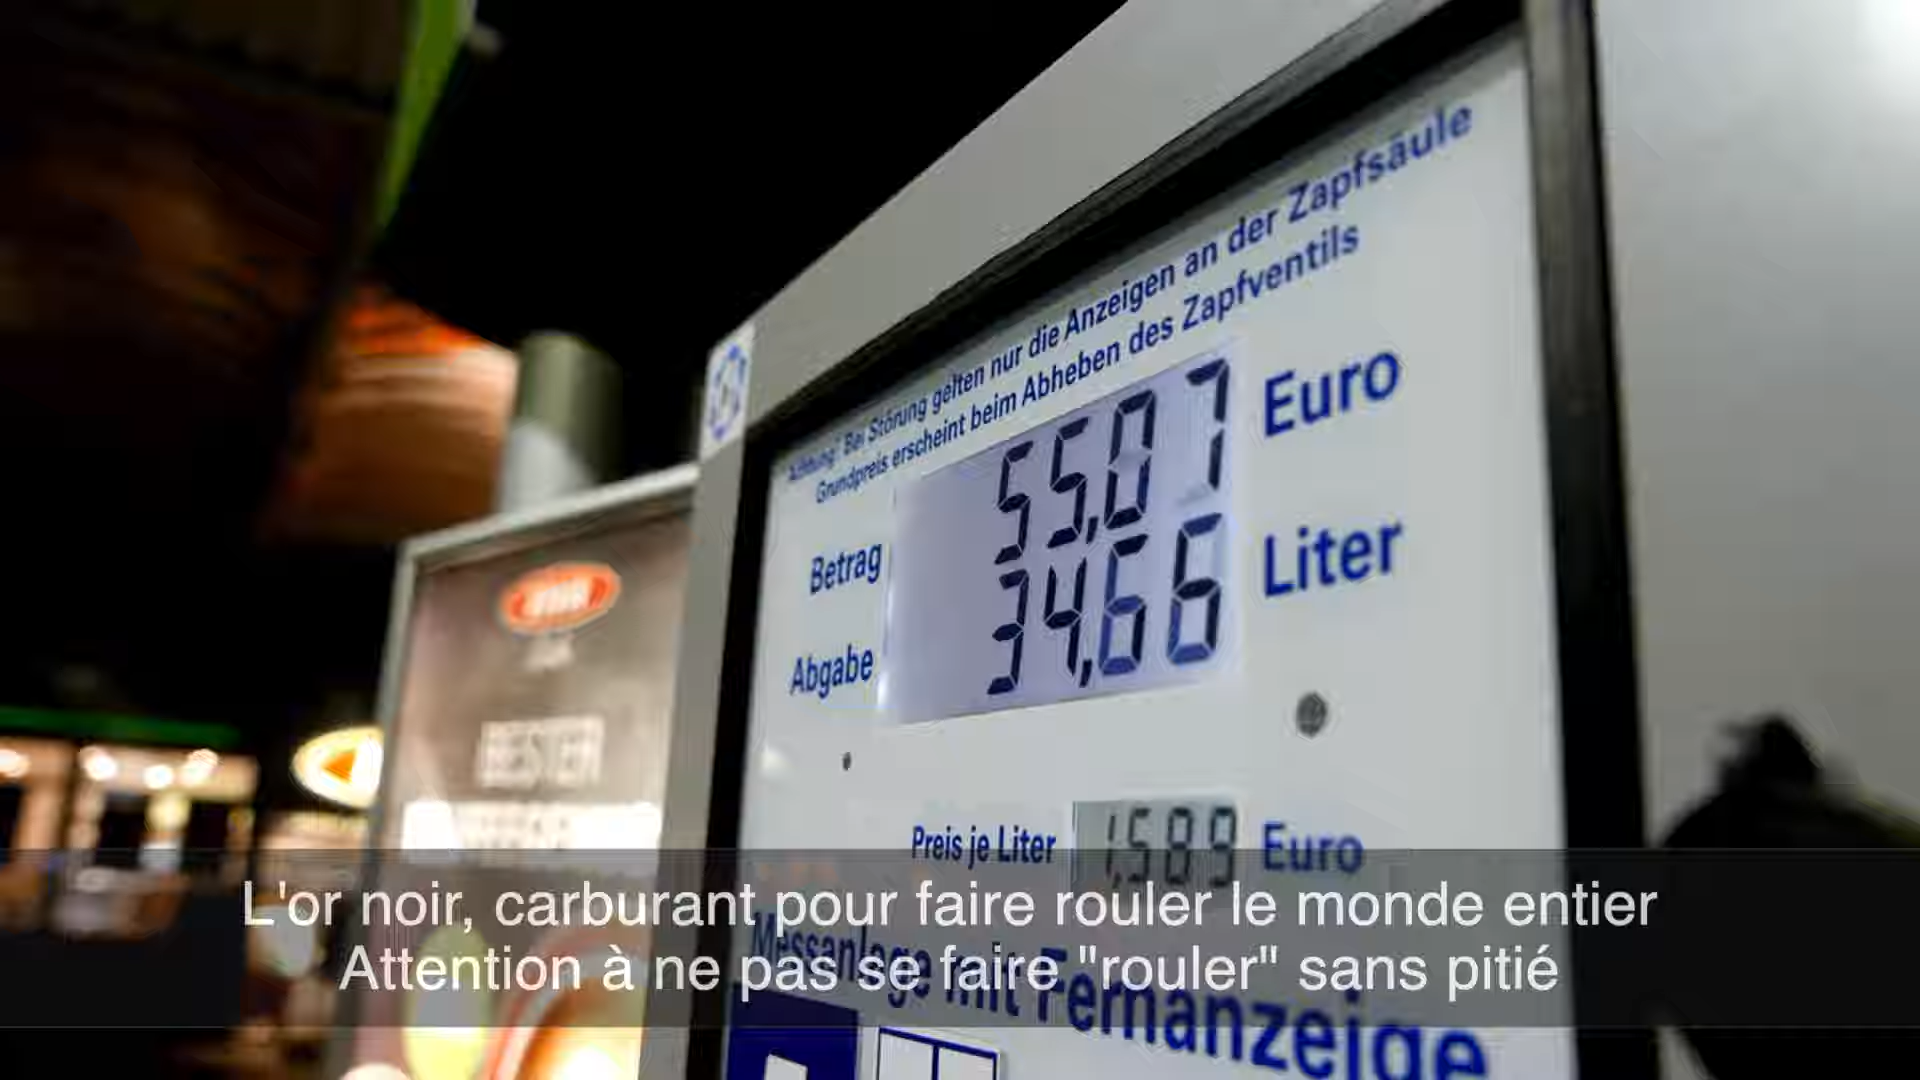 Achtung: Bei Störung gelten nur die Anzeigen an der Zapfsäule
Grundpreis erscheint beim Abheben des Zapfventils
55,07 Euro
Betrag
34,66 Liter
Abgabe
BESTER
Preis je Liter 1,589 Euro
Messanlage mit Fernanzeige
L'or noir, carburant pour faire rouler le monde entier
Attention à ne pas se faire "rouler" sans pitié